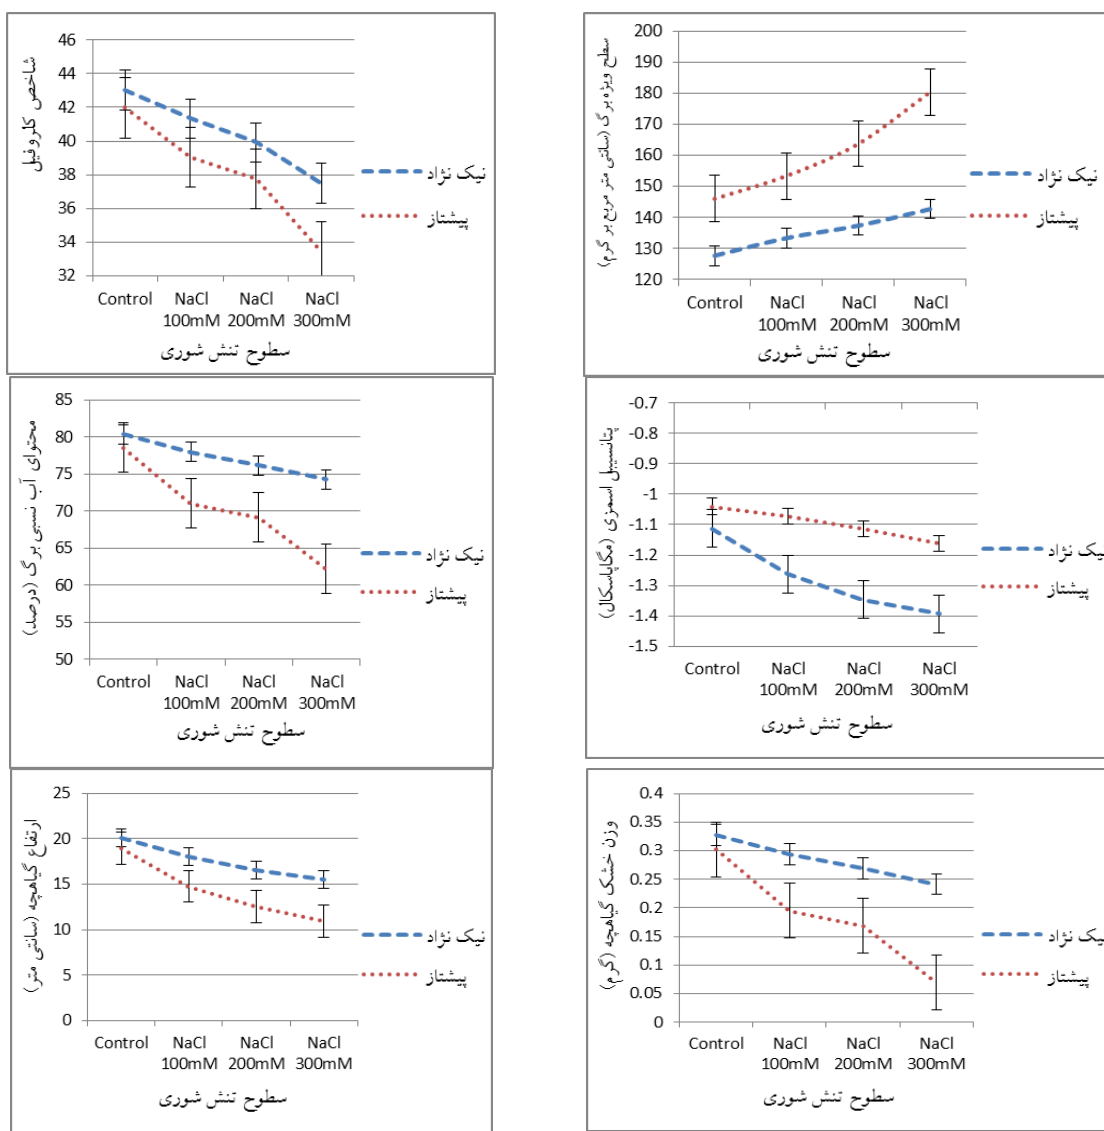 شاخص کلروفیل
46
44
42
40
38
36
34
32
Control
NaCl 100mM
NaCl 200mM
NaCl 300mM
سطوح تنش شوری
نیک نژاد
پیشتاز
سطح ویژه برگ (سانتی متر مربع بر گرم)
200
190
180
170
160
150
140
130
120
Control
NaCl 100mM
NaCl 200mM
NaCl 300mM
سطوح تنش شوری
نیک نژاد
پیشتاز
محتوای آب نسبی برگ (درصد)
85
80
75
70
65
60
55
50
Control
NaCl 100mM
NaCl 200mM
NaCl 300mM
سطوح تنش شوری
نیک نژاد
پیشتاز
پتانسیبل اسمزی (مگاپاسکال)
-0.7
-0.8
-0.9
-1
-1.1
-1.2
-1.3
-1.4
-1.5
Control
NaCl 100mM
NaCl 200mM
NaCl 300mM
سطوح تنش شوری
نیک نژاد
پیشتاز
ارتفاع گیاهچه (سانتی متر)
25
20
15
10
5
0
Control
NaCl 100mM
NaCl 200mM
NaCl 300mM
سطوح تنش شوری
نیک نژاد
پیشتاز
وزن خشک گیاهچه (گرم)
0.4
0.35
0.3
0.25
0.2
0.15
0.1
0.05
0
Control
NaCl 100mM
NaCl 200mM
NaCl 300mM
سطوح تنش شوری
نیک نژاد
پیشتاز